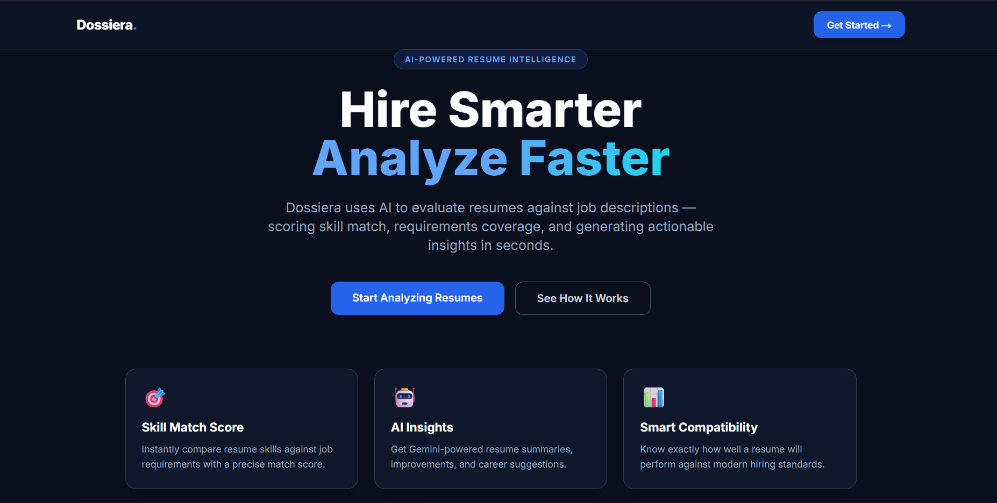 Dossiera.
Get Started →
AI-POWERED RESUME INTELLIGENCE
Hire Smarter
Analyze Faster
Dossiera uses AI to evaluate resumes against job descriptions —
scoring skill match, requirements coverage, and generating actionable
insights in seconds.
Start Analyzing Resumes
See How It Works
Skill Match Score
Instantly compare resume skills against job
requirements with a precise match score.
AI Insights
Get Gemini-powered resume summaries,
improvements, and career suggestions.
Smart Compatibility
Know exactly how well a resume will
perform against modern hiring standards.